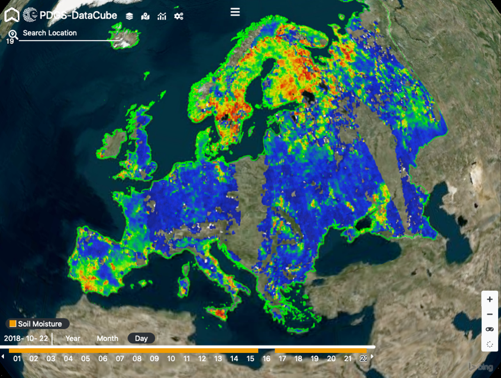 PDGS-DataCube
Search Location
19
Soil Moisture
2018- 10- 22
Year
Month
Day
01 02 03 04 05 06 07 08 09 10 11 12 13 14 15 16 17 18 19 20 21 22